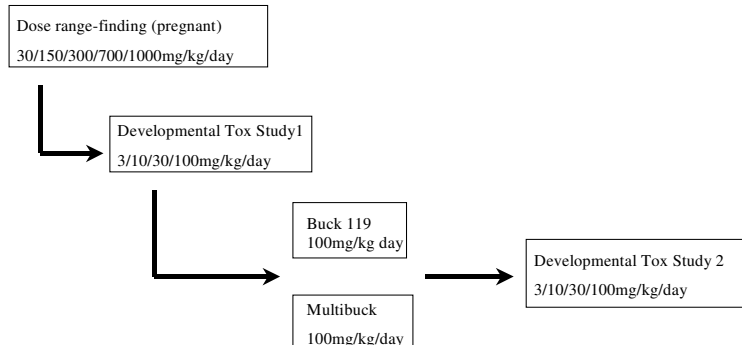 Dose range-finding (pregnant)
30/150/300/700/1000mg/kg/day
Developmental Tox Study1
3/10/30/100mg/kg/day
Buck 119
100mg/kg day
Multibuck
100mg/kg/day
Developmental Tox Study 2
3/10/30/100mg/kg/day